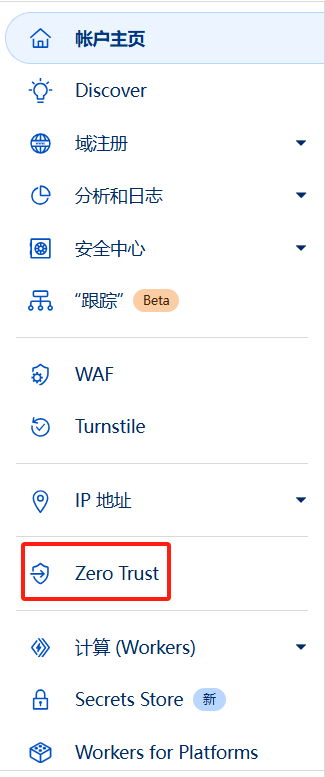 帐户主页
Discover
域注册
分析和日志
安全中心
“跟踪” Beta
WAF
Turnstile
IP 地址
Zero Trust
计算 (Workers)
Secrets Store 新
Workers for Platforms